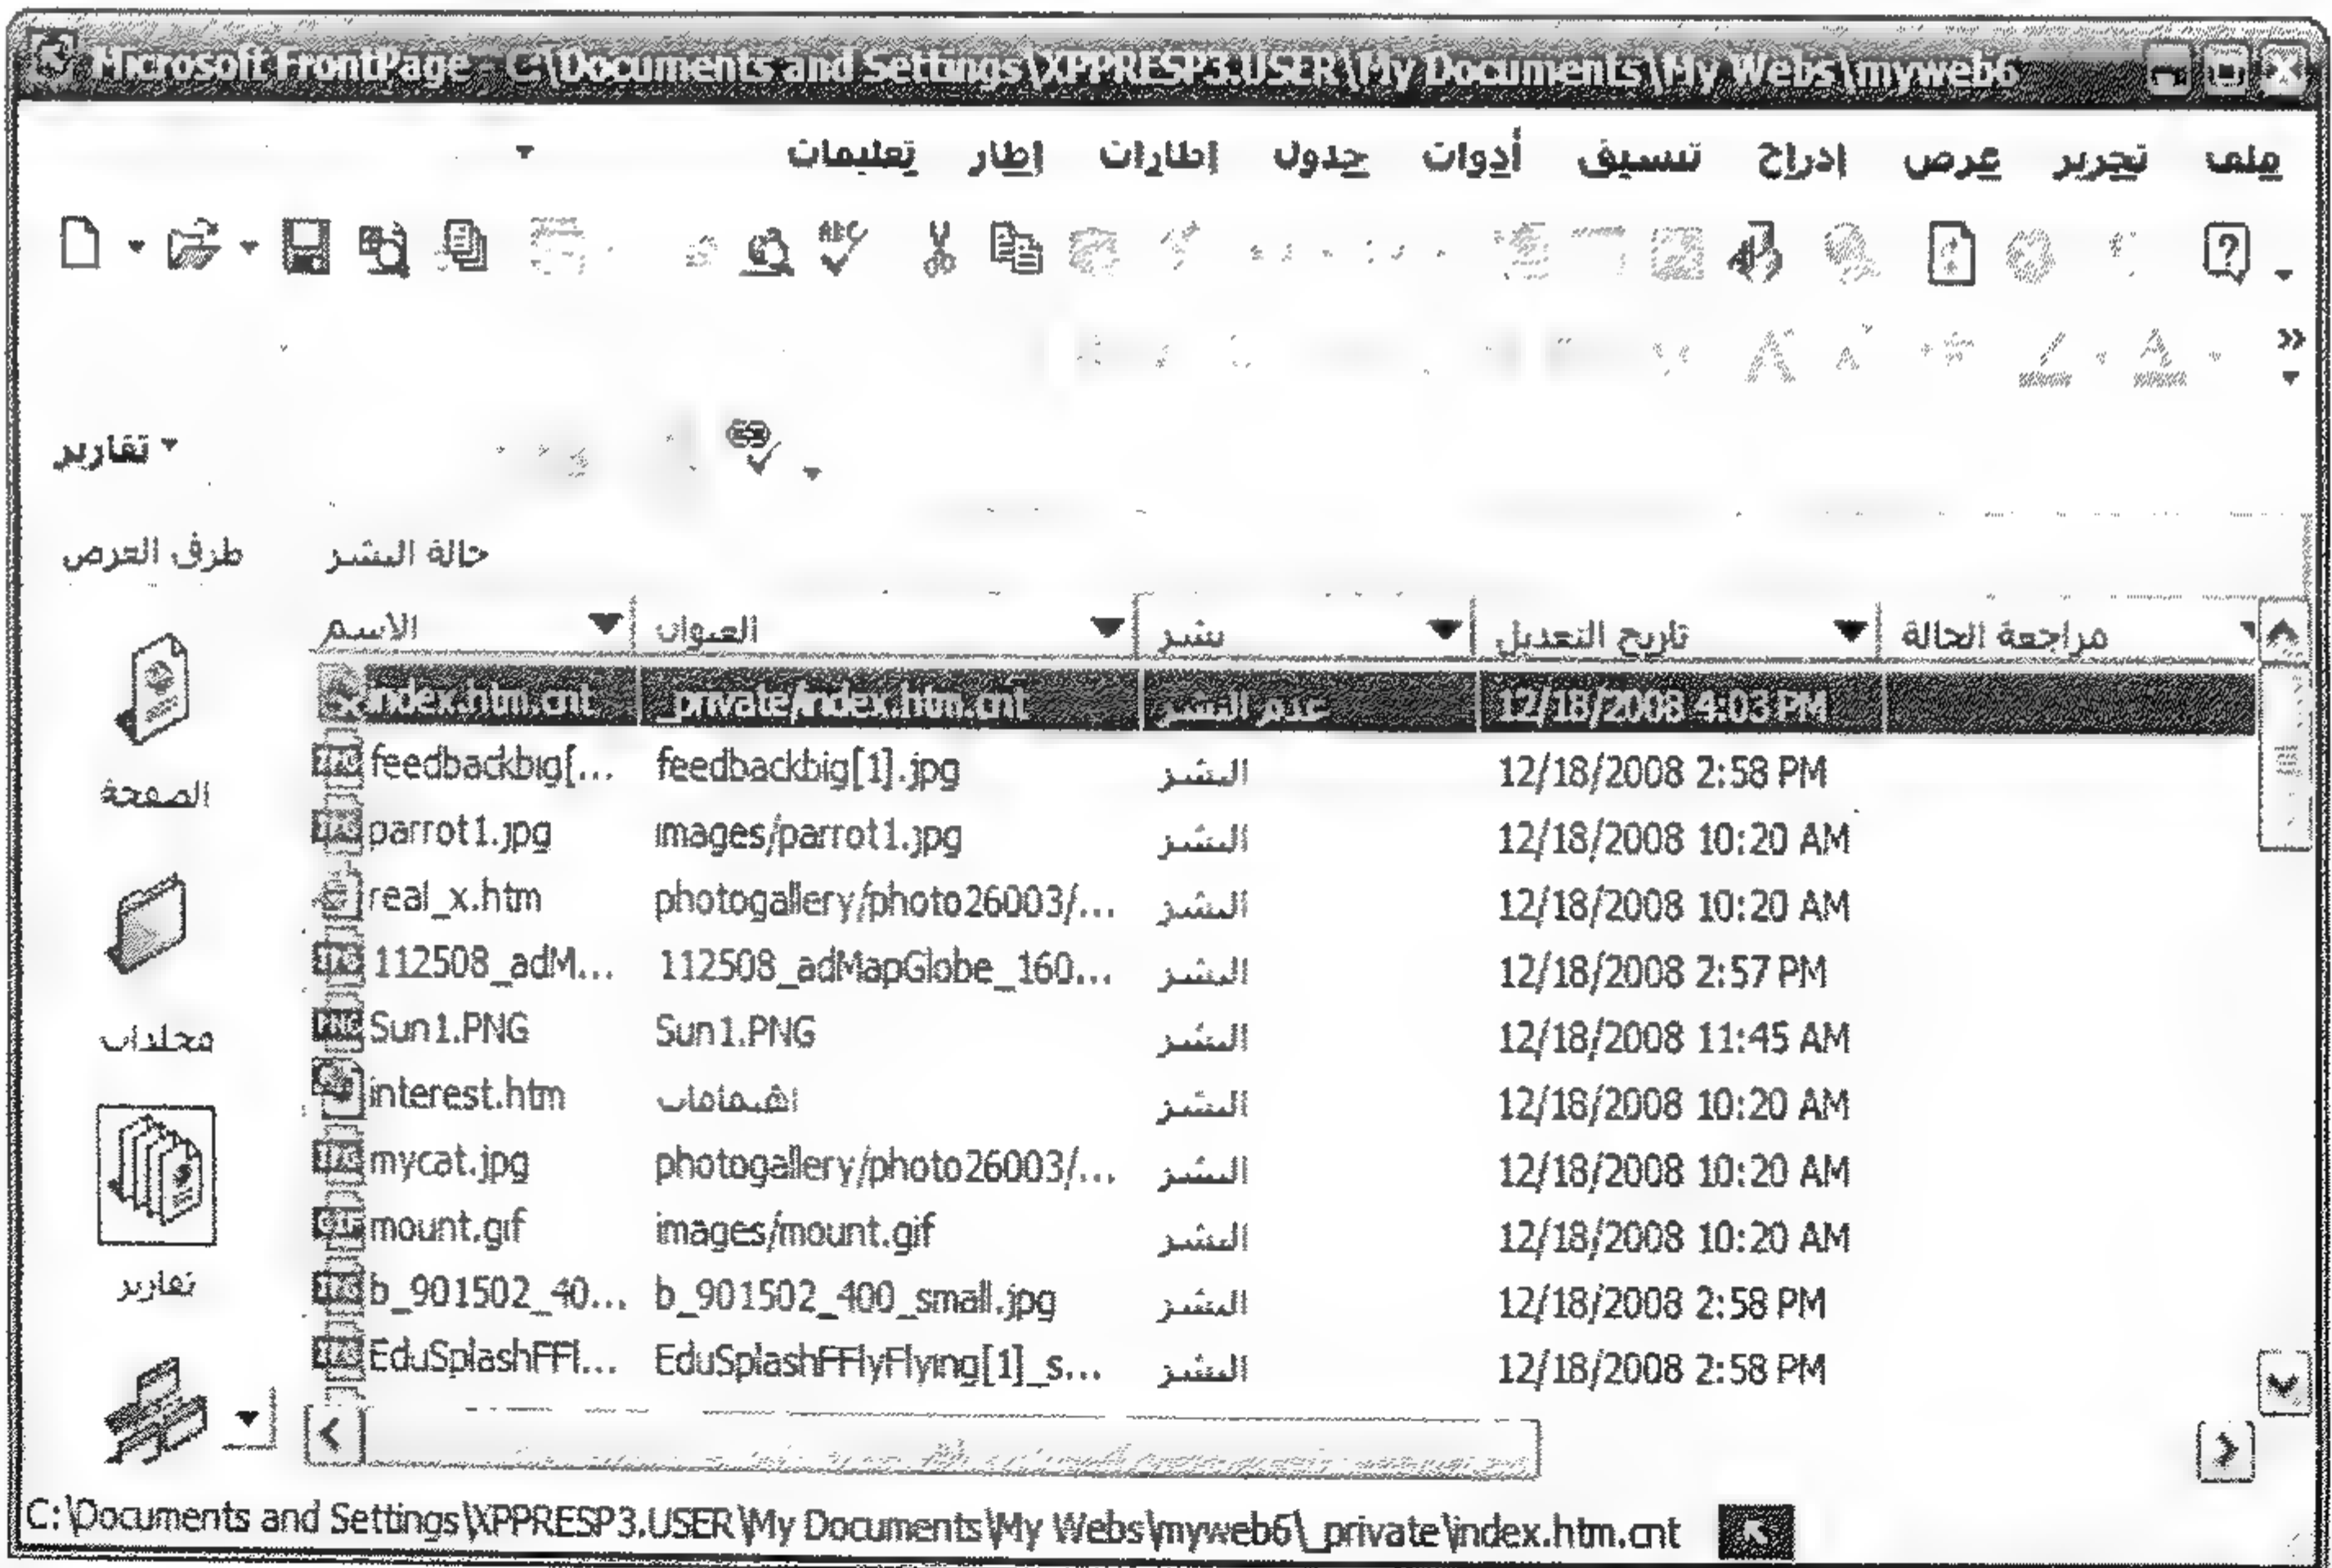 Microsoft FrontPage - C:\Documents and Settings\XPPRESP3.USER\My Documents\My Webs\myweb6
ملف تحرير عرض إدراج تنسيق أدوات جدول إطارات إطار تعليمات
تقارير
طرق العرض حالة النشر
الاسم العنوان نشر تاريخ التعديل مراجعة الحالة
index.htm.cnt _private/index.htm.cnt عدم النشر 12/18/2008 4:03 PM
feedbackbig[... feedbackbig[1].jpg النشر 12/18/2008 2:58 PM
الصفحة
parrot1.jpg images/parrot1.jpg النشر 12/18/2008 10:20 AM
real_x.htm photogallery/photo26003/... النشر 12/18/2008 10:20 AM
112508_adM... 112508_adMapGlobe_160... النشر 12/18/2008 2:57 PM
مجلدات
Sun1.PNG Sun1.PNG النشر 12/18/2008 11:45 AM
interest.htm اهتمامات النشر 12/18/2008 10:20 AM
mycat.jpg photogallery/photo26003/... النشر 12/18/2008 10:20 AM
mount.gif images/mount.gif النشر 12/18/2008 10:20 AM
تقارير
b_901502_40... b_901502_400_small.jpg النشر 12/18/2008 2:58 PM
EduSplashFFl... EduSplashFFlyFlying[1]_s... النشر 12/18/2008 2:58 PM
C:\Documents and Settings\XPPRESP3.USER\My Documents\My Webs\myweb6\_private\index.htm.cnt